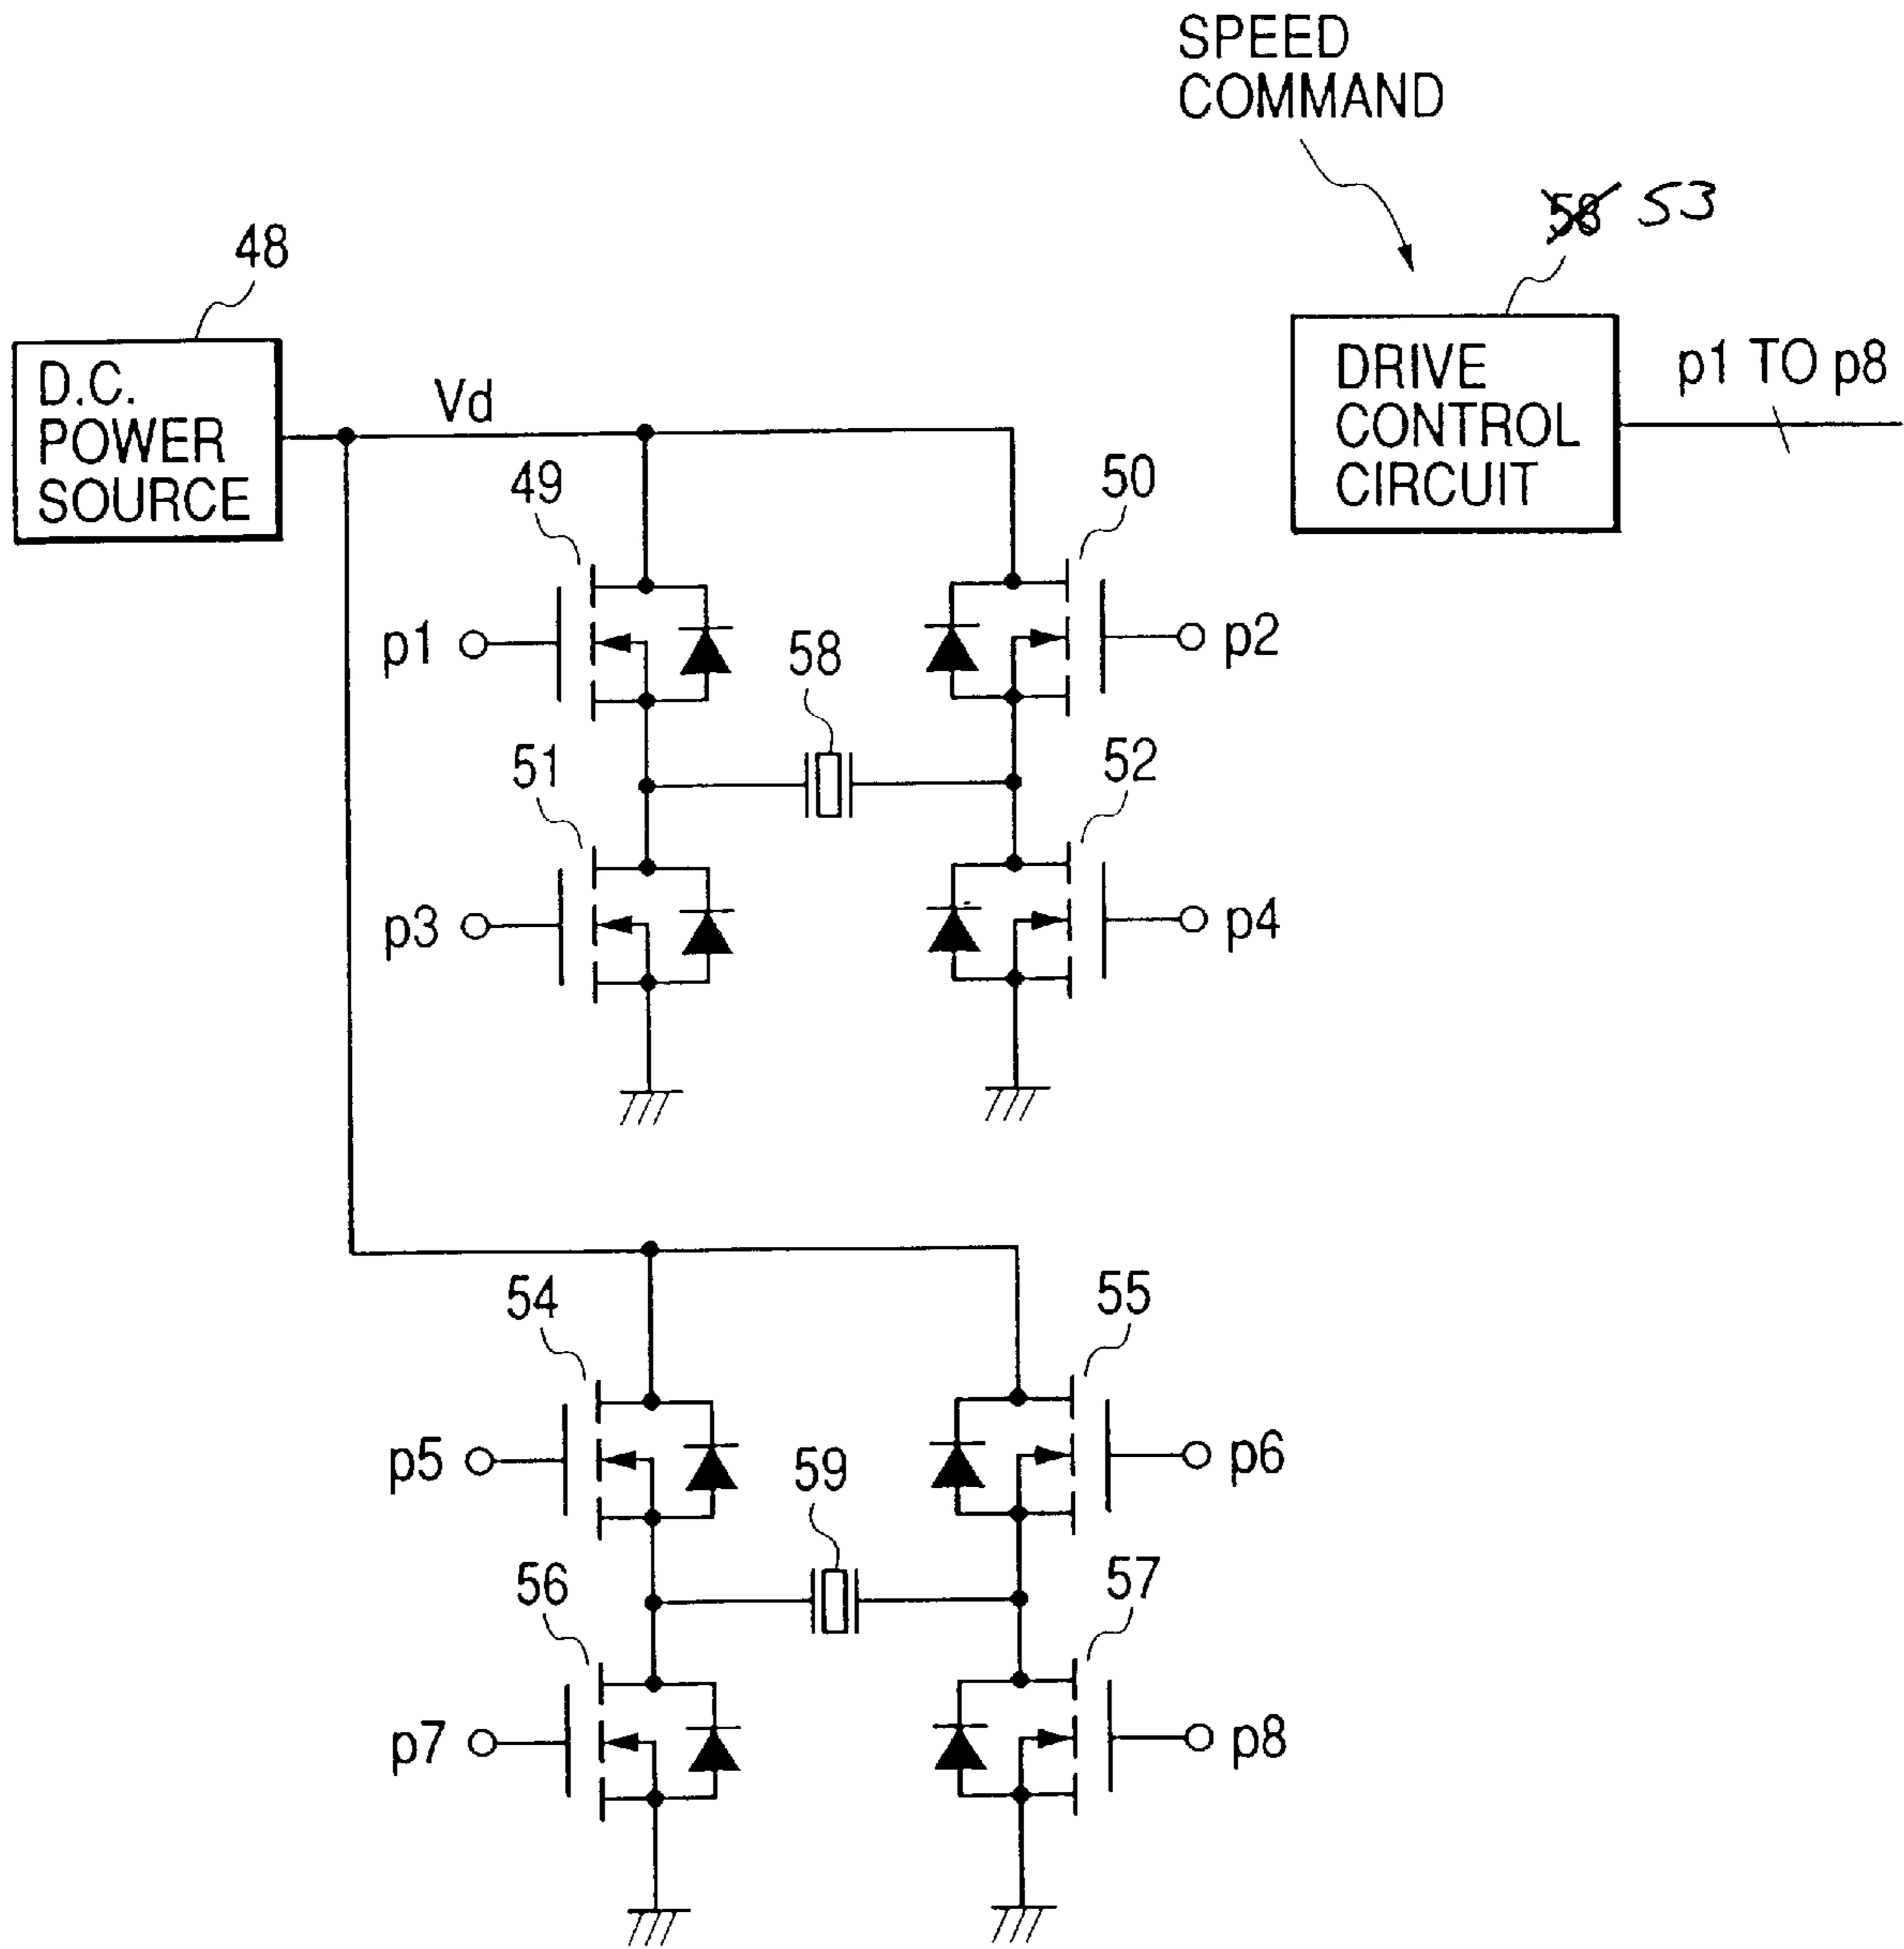 SPEED
COMMAND
58 53
48
D.C.
POWER
SOURCE
Vd
DRIVE
CONTROL
CIRCUIT
p1 TO p8
49
50
p1
58
p2
51
52
p3
p4
54
55
p5
59
p6
56
57
p7
p8